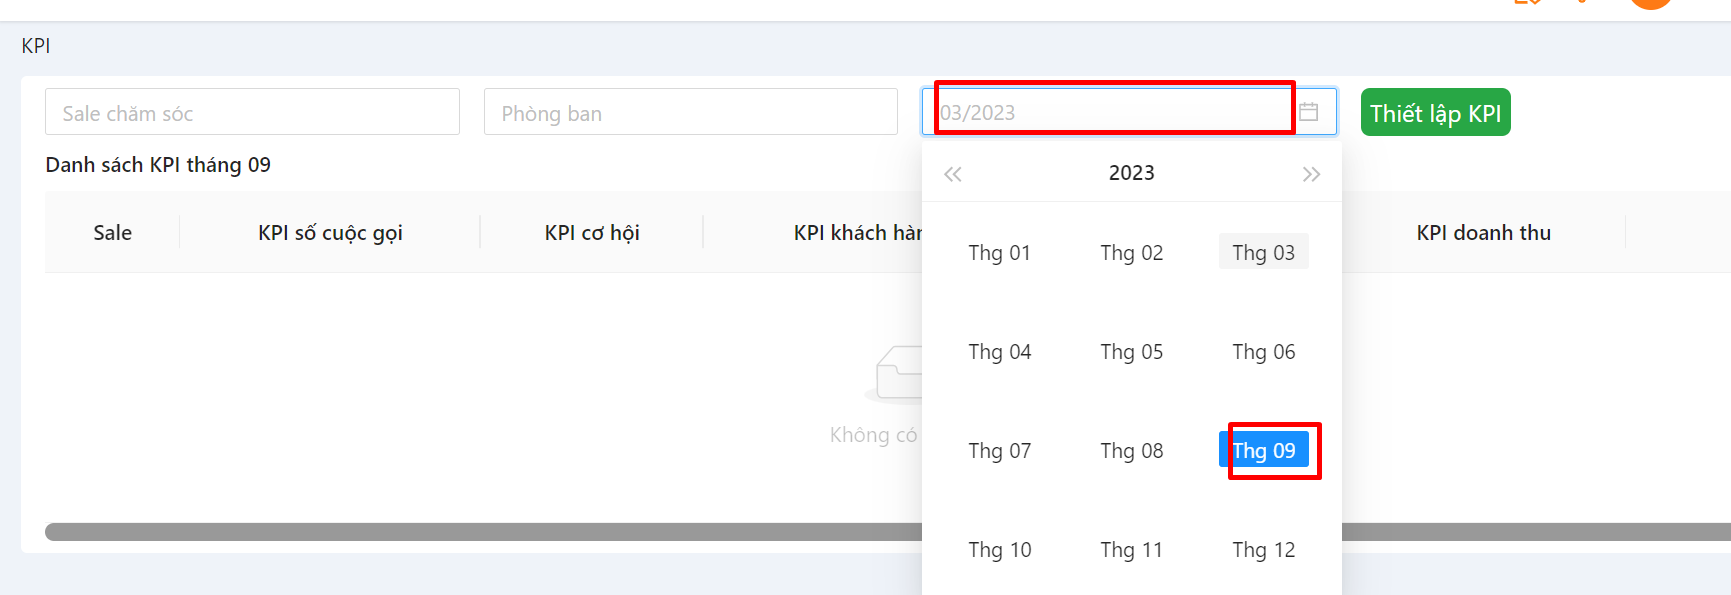 KPI
Sale chăm sóc
Phòng ban
03/2023
Thiết lập KPI
Danh sách KPI tháng 09
2023
Sale
KPI số cuộc gọi
KPI cơ hội
KPI khách hàn
KPI doanh thu
Thg 01 Thg 02 Thg 03
Thg 04 Thg 05 Thg 06
Không có
Thg 07 Thg 08 Thg 09
Thg 10 Thg 11 Thg 12